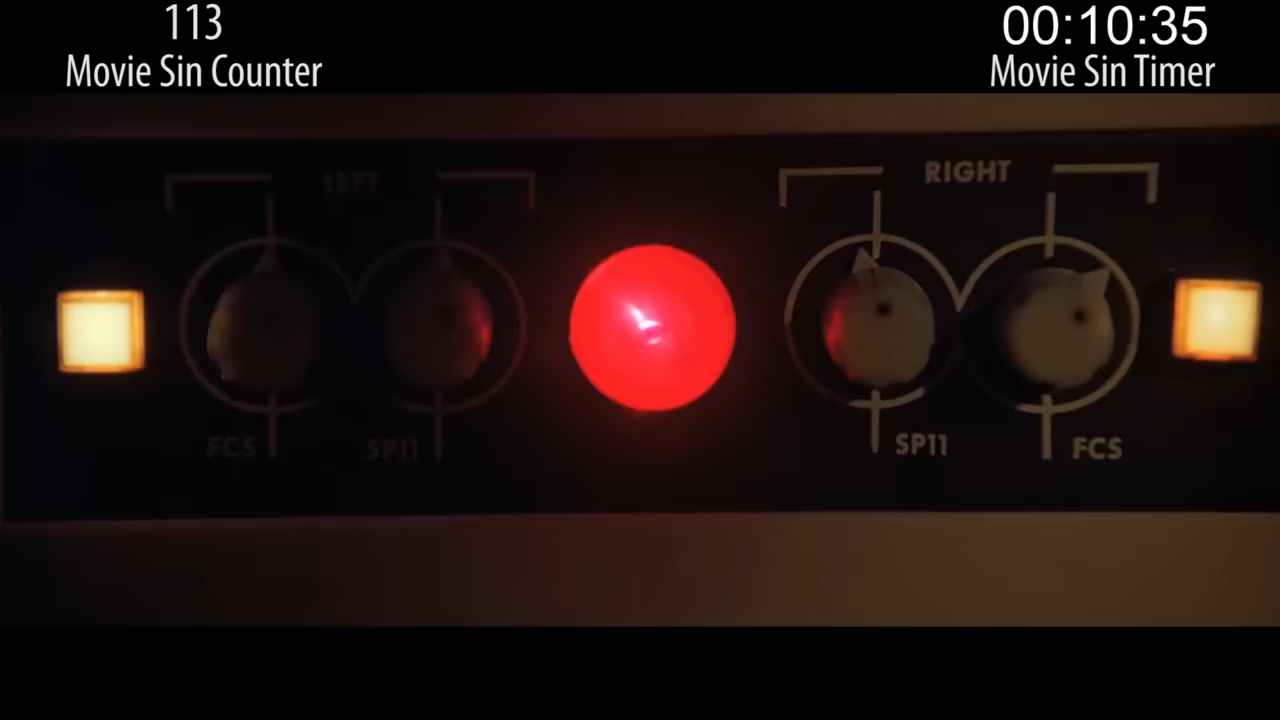 113
Movie Sin Counter
00:10:35
Movie Sin Timer
LEFT
RIGHT
FCS
SP11
SP11
FCS